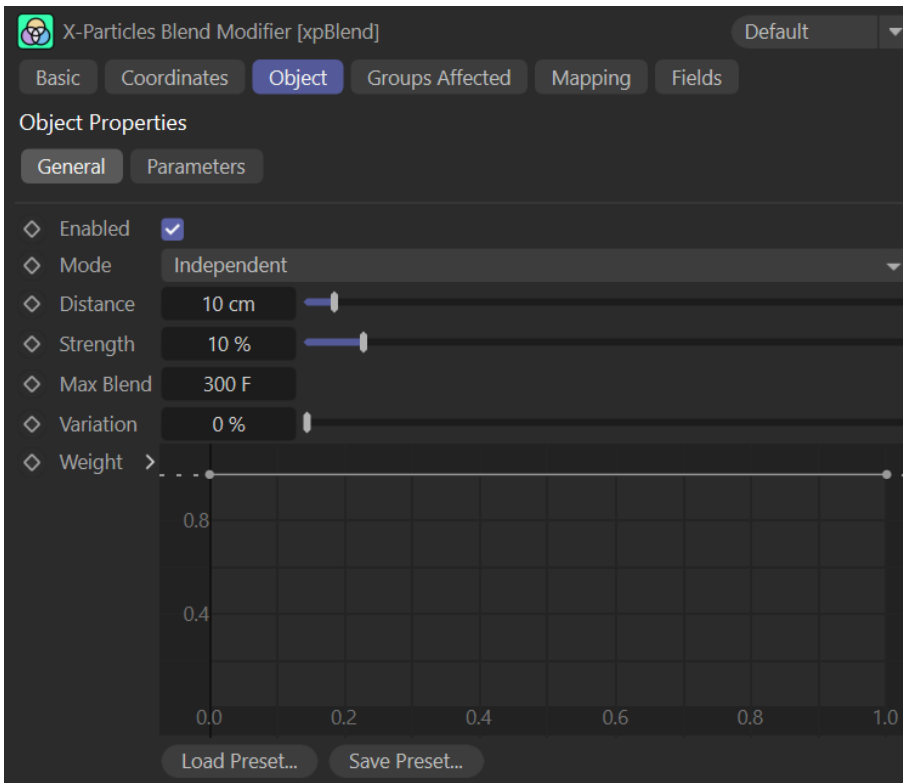 X-Particles Blend Modifier [xpBlend] Default
Basic Coordinates Object Groups Affected Mapping Fields
Object Properties
General Parameters
Enabled
Mode Independent
Distance 10 cm
Strength 10 %
Max Blend 300 F
Variation 0 %
Weight
0.8
0.4
0.0 0.2 0.4 0.6 0.8 1.0
Load Preset... Save Preset...